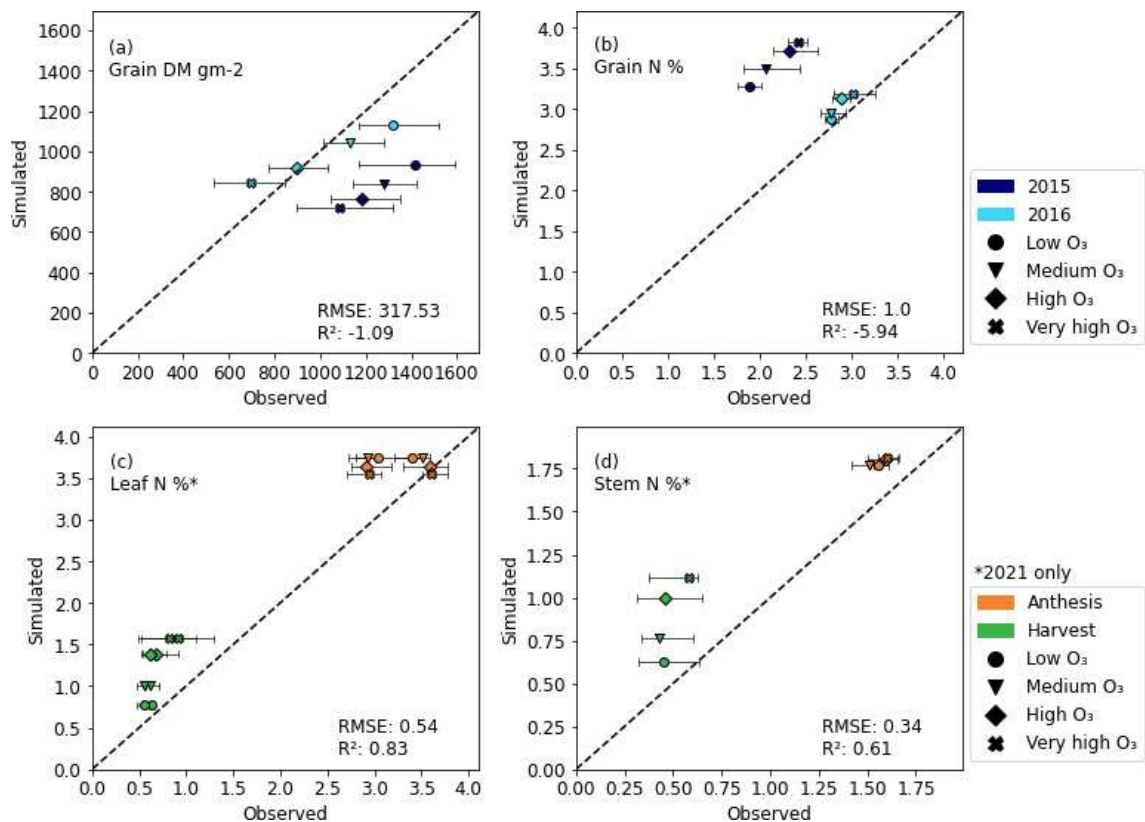 (a)
Grain DM gm-2
1600
1400
1200
1000
800
600
400
200
0
Simulated
RMSE: 317.53
R²: -1.09
0 200 400 600 800 1000 1200 1400 1600
Observed
(b)
Grain N %
4.0
3.5
3.0
2.5
2.0
1.5
1.0
0.5
0.0
Simulated
RMSE: 1.0
R²: -5.94
0.0 0.5 1.0 1.5 2.0 2.5 3.0 3.5 4.0
Observed
2015
2016
Low O₃
Medium O₃
High O₃
Very high O₃
(c)
Leaf N %*
4.0
3.5
3.0
2.5
2.0
1.5
1.0
0.5
0.0
Simulated
RMSE: 0.54
R²: 0.83
0.0 0.5 1.0 1.5 2.0 2.5 3.0 3.5 4.0
Observed
(d)
Stem N %*
1.75
1.50
1.25
1.00
0.75
0.50
0.25
0.00
Simulated
RMSE: 0.34
R²: 0.61
0.00 0.25 0.50 0.75 1.00 1.25 1.50 1.75
Observed
*2021 only
Anthesis
Harvest
Low O₃
Medium O₃
High O₃
Very high O₃